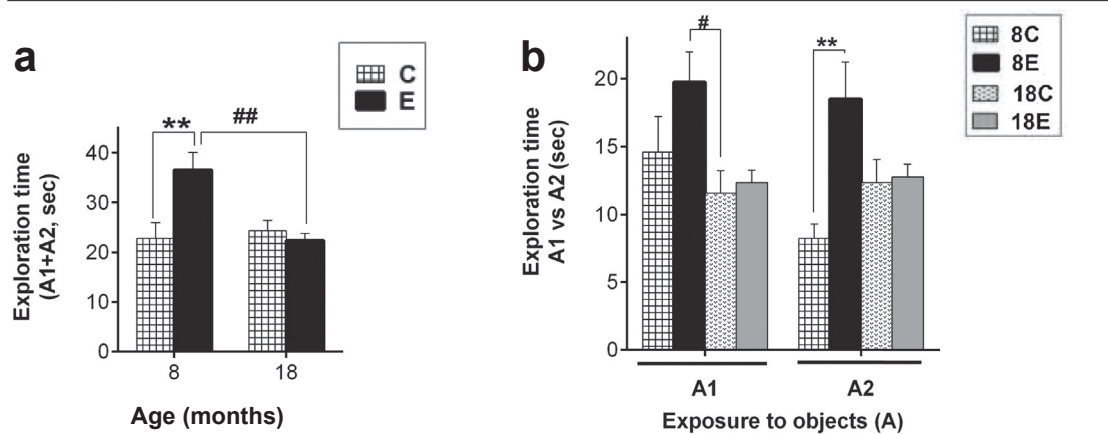 a
C
E
**
##
Exploration time
(A1+A2, sec)
40
30
20
10
0
8
18
Age (months)
b
8C
8E
18C
18E
#
**
Exploration time
A1 vs A2 (sec)
20
15
10
5
0
A1
A2
Exposure to objects (A)